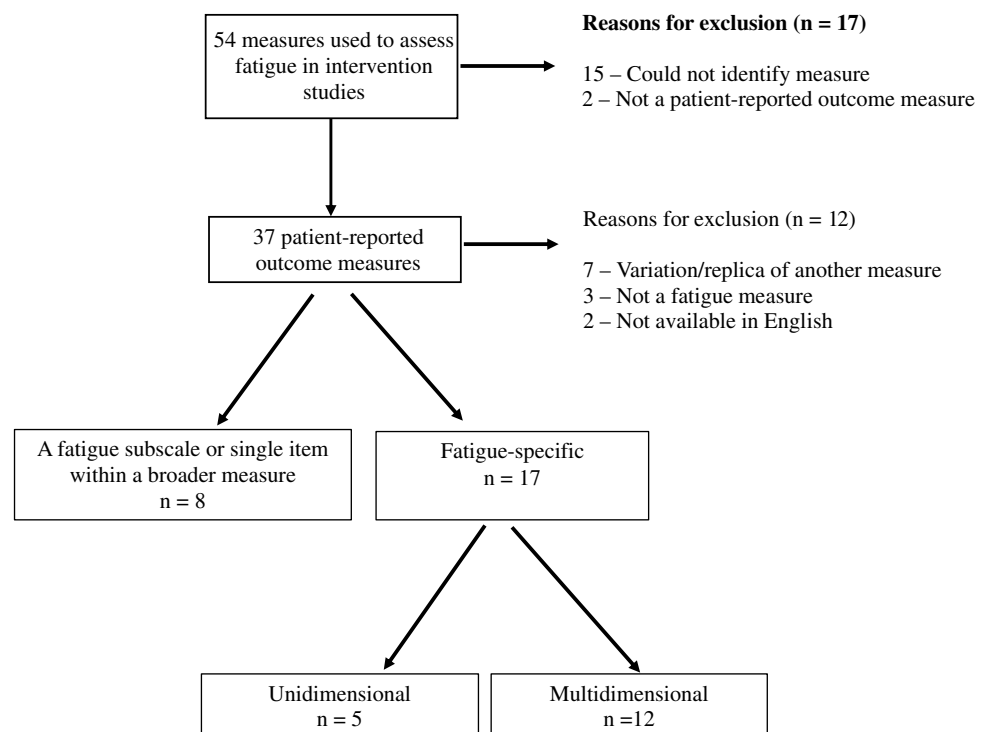 54 measures used to assess
fatigue in intervention
studies
Reasons for exclusion (n = 17)
15 – Could not identify measure
2 – Not a patient-reported outcome measure
37 patient-reported
outcome measures
Reasons for exclusion (n = 12)
7 – Variation/replica of another measure
3 – Not a fatigue measure
2 – Not available in English
A fatigue subscale or single item
within a broader measure
n = 8
Fatigue-specific
n = 17
Unidimensional
n = 5
Multidimensional
n =12